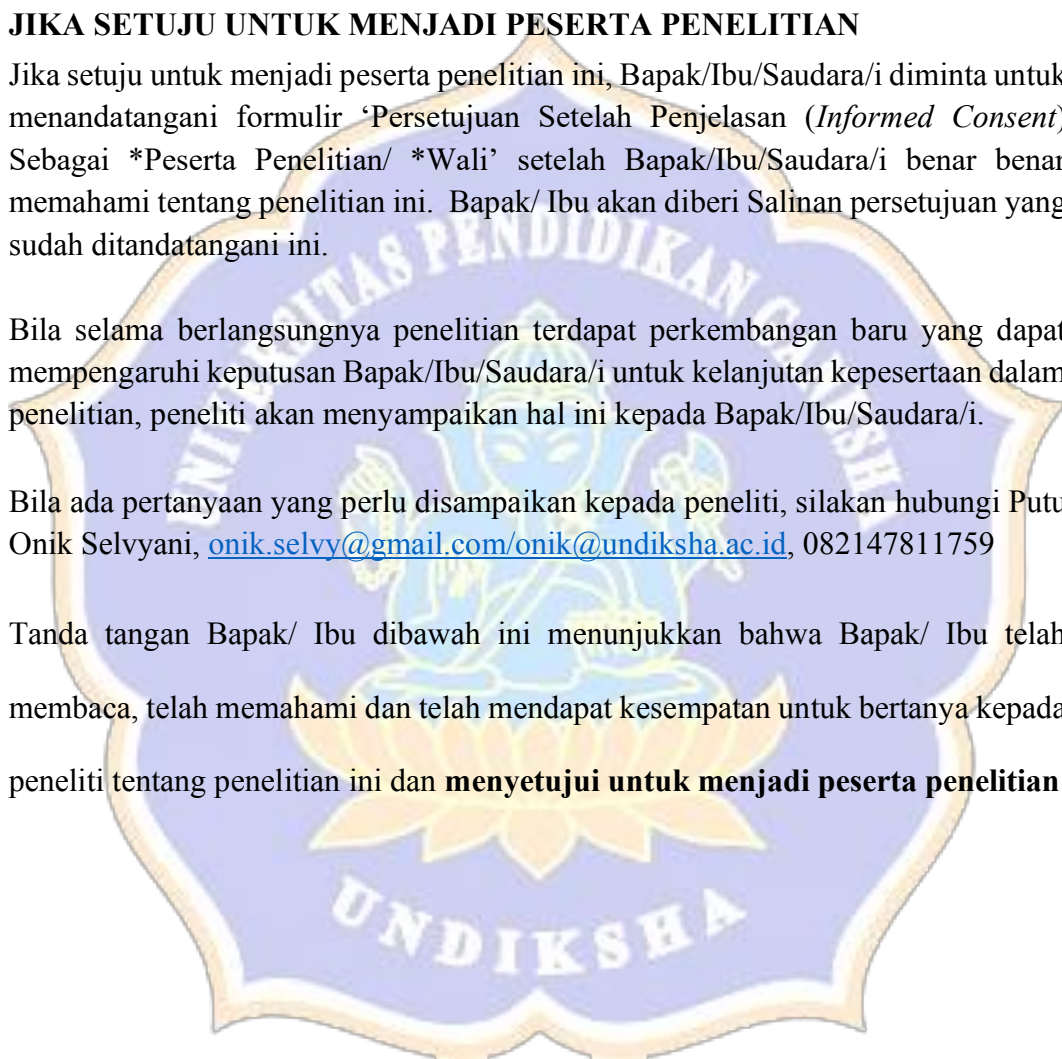 JIKA SETUJU UNTUK MENJADI PESERTA PENELITIAN
Jika setuju untuk menjadi peserta penelitian ini, Bapak/Ibu/Saudara/i diminta untuk
menandatangani formulir ‘Persetujuan Setelah Penjelasan (Informed Consent)
Sebagai *Peserta Penelitian/ *Wali’ setelah Bapak/Ibu/Saudara/i benar benar
memahami tentang penelitian ini. Bapak/ Ibu akan diberi Salinan persetujuan yang
sudah ditandatangani ini.
Bila selama berlangsungnya penelitian terdapat perkembangan baru yang dapat
mempengaruhi keputusan Bapak/Ibu/Saudara/i untuk kelanjutan kepesertaan dalam
penelitian, peneliti akan menyampaikan hal ini kepada Bapak/Ibu/Saudara/i.
Bila ada pertanyaan yang perlu disampaikan kepada peneliti, silakan hubungi Putu
Onik Selvyani, onik.selvy@gmail.com/onik@undiksha.ac.id, 082147811759
Tanda tangan Bapak/ Ibu dibawah ini menunjukkan bahwa Bapak/ Ibu telah
membaca, telah memahami dan telah mendapat kesempatan untuk bertanya kepada
peneliti tentang penelitian ini dan menyetujui untuk menjadi peserta penelitian
UNIVERSITAS PENDIDIKAN GANESHA
UNDIKSHA